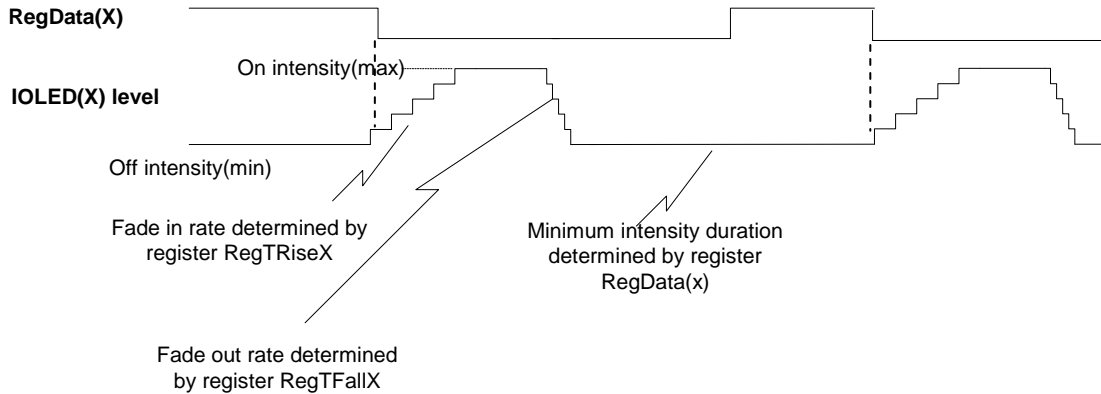 RegData(X)
On intensity(max)
IOLED(X) level
Off intensity(min)
Fade in rate determined by
register RegTRiseX
Minimum intensity duration
determined by register
RegData(x)
Fade out rate determined
by register RegTFallX